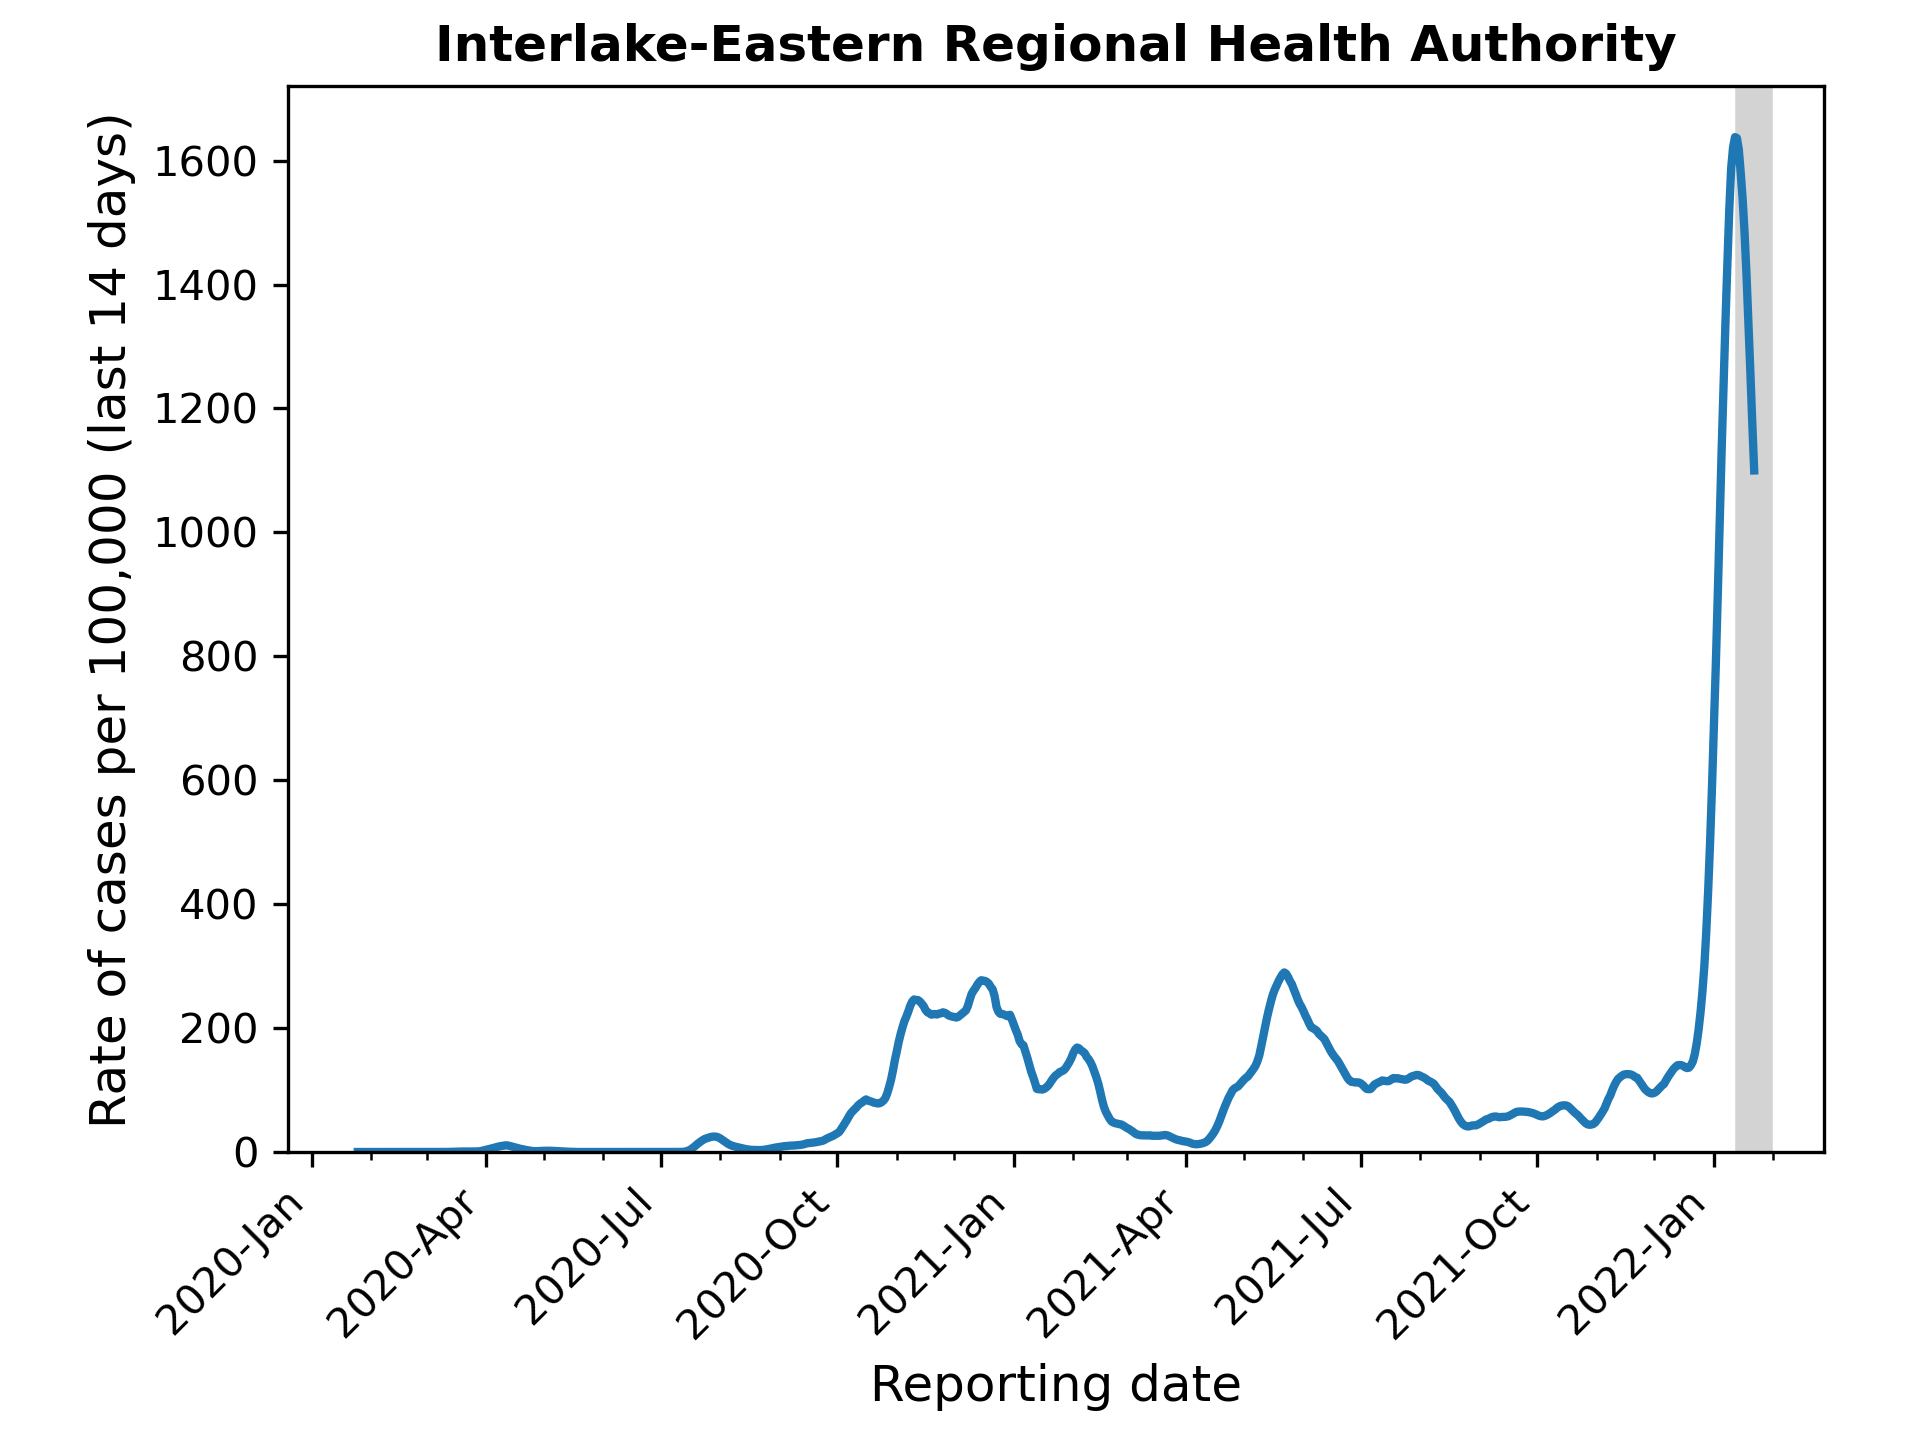 Interlake-Eastern Regional Health Authority
Rate of cases per 100,000 (last 14 days)
1600
1400
1200
1000
800
600
400
200
0
2020-Jan
2020-Apr
2020-Jul
2020-Oct
2021-Jan
2021-Apr
2021-Jul
2021-Oct
2022-Jan
Reporting date